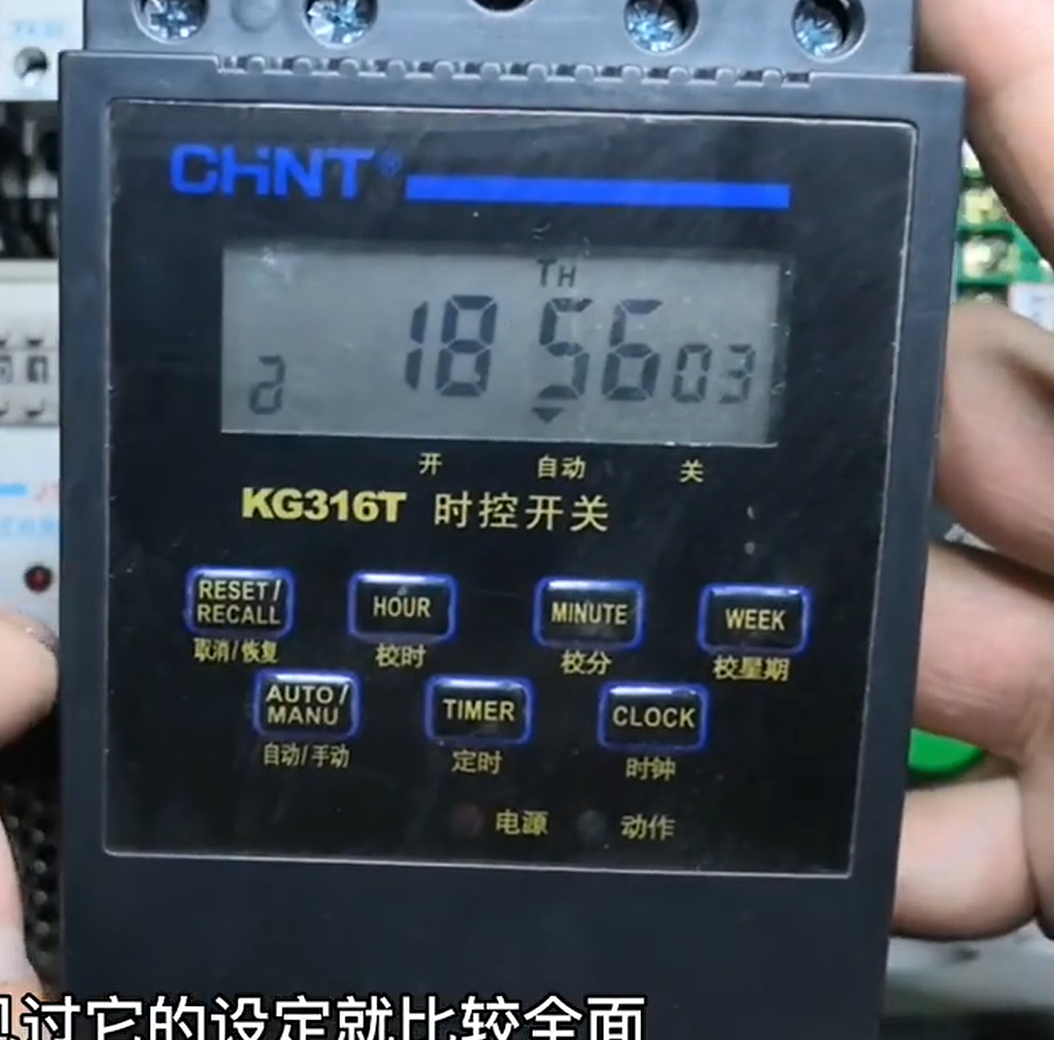 CHINT®
TH
a 18 56 03
开 自动 关
KG316T 时控开关
RESET/RECALL HOUR MINUTE WEEK
取消/恢复 校时 校分 校星期
AUTO/MANU TIMER CLOCK
自动/手动 定时 时钟
电源 动作
过它的设定就比较全面